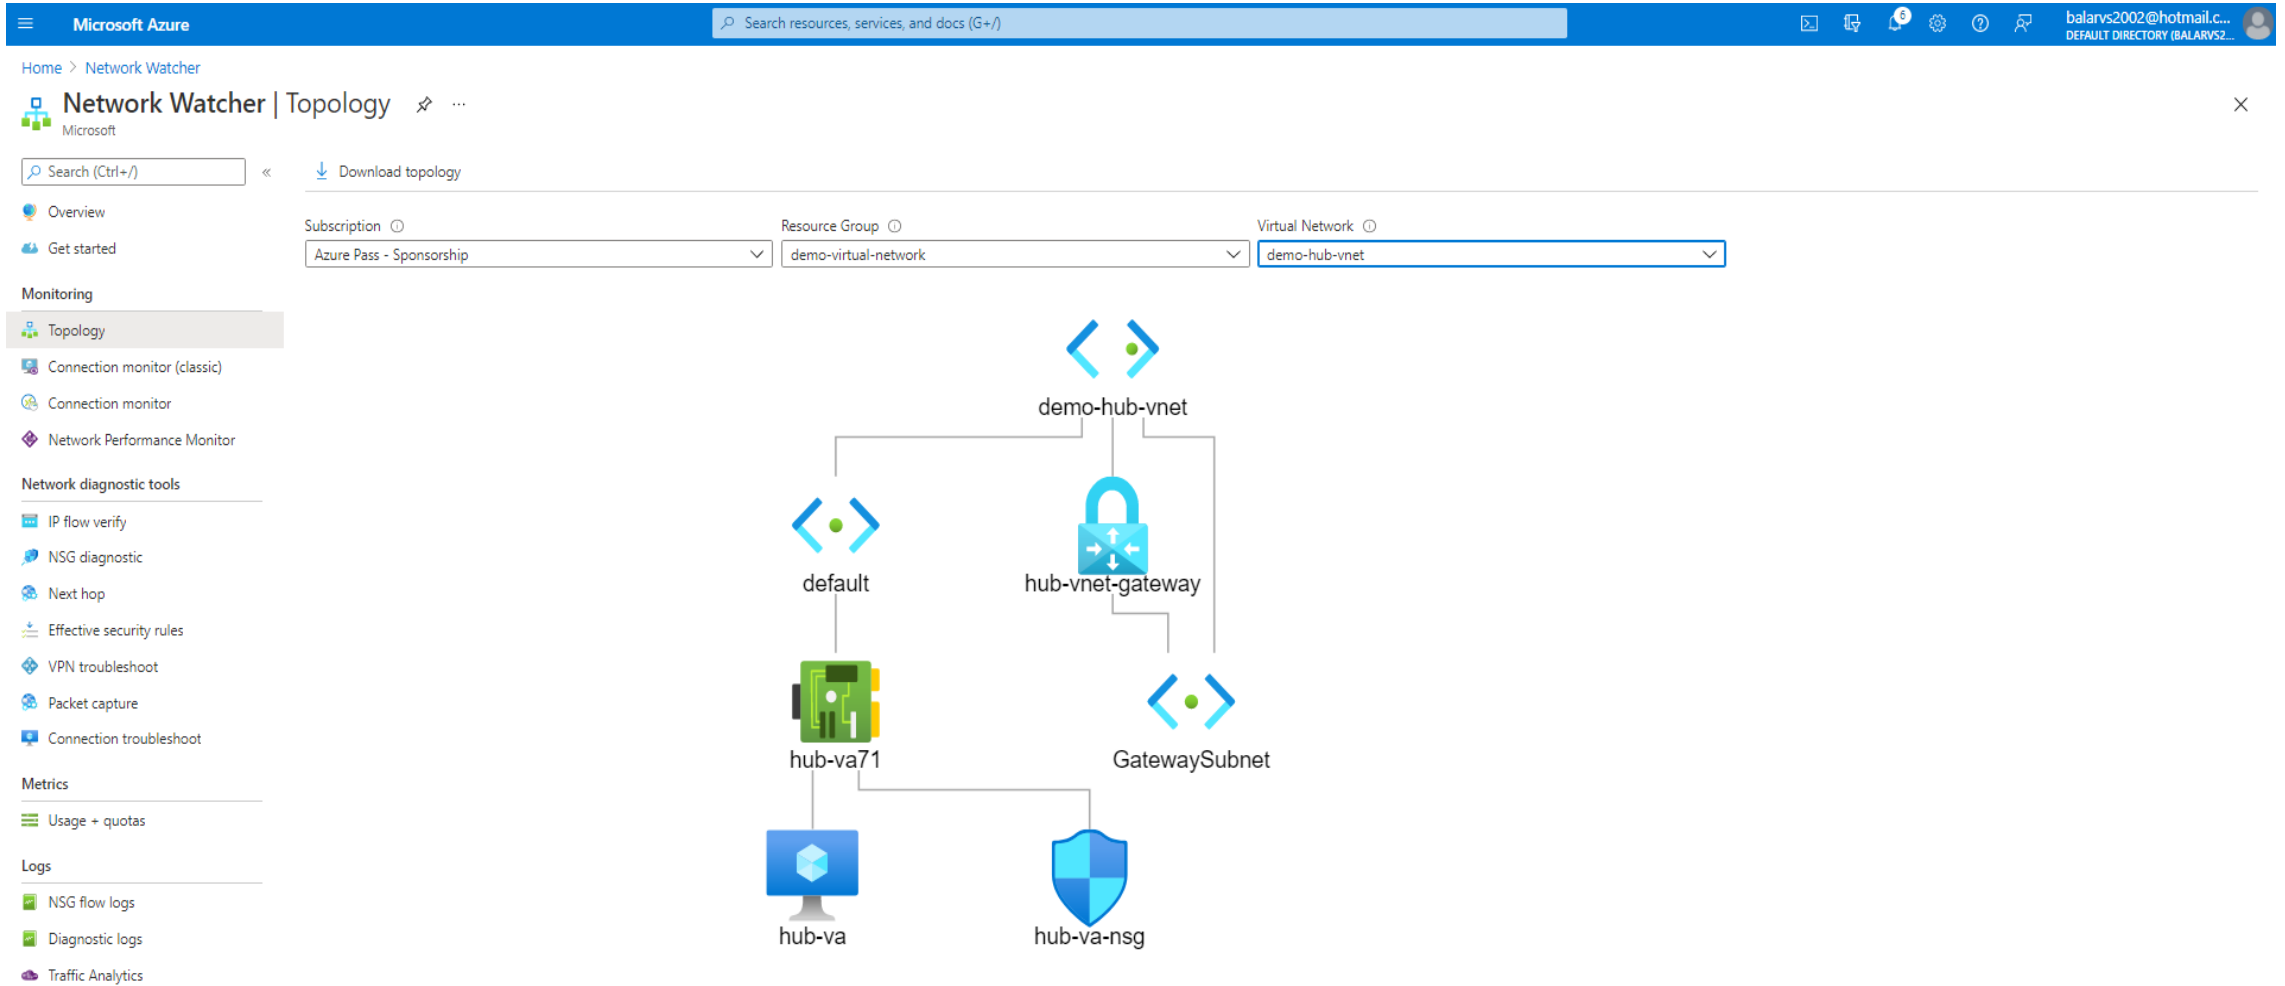 Microsoft Azure
Search resources, services, and docs (G+/)
6
balarvs2002@hotmail.c...
DEFAULT DIRECTORY (BALARVS2...
Home > Network Watcher
Network Watcher | Topology ...
Microsoft
Search (Ctrl+/)
«
Download topology
Overview
Get started
Monitoring
Topology
Connection monitor (classic)
Connection monitor
Network Performance Monitor
Network diagnostic tools
IP flow verify
NSG diagnostic
Next hop
Effective security rules
VPN troubleshoot
Packet capture
Connection troubleshoot
Metrics
Usage + quotas
Logs
NSG flow logs
Diagnostic logs
Traffic Analytics
Subscription
Azure Pass - Sponsorship
Resource Group
demo-virtual-network
Virtual Network
demo-hub-vnet
demo-hub-vnet
default
hub-vnet-gateway
hub-va71
GatewaySubnet
hub-va
hub-va-nsg